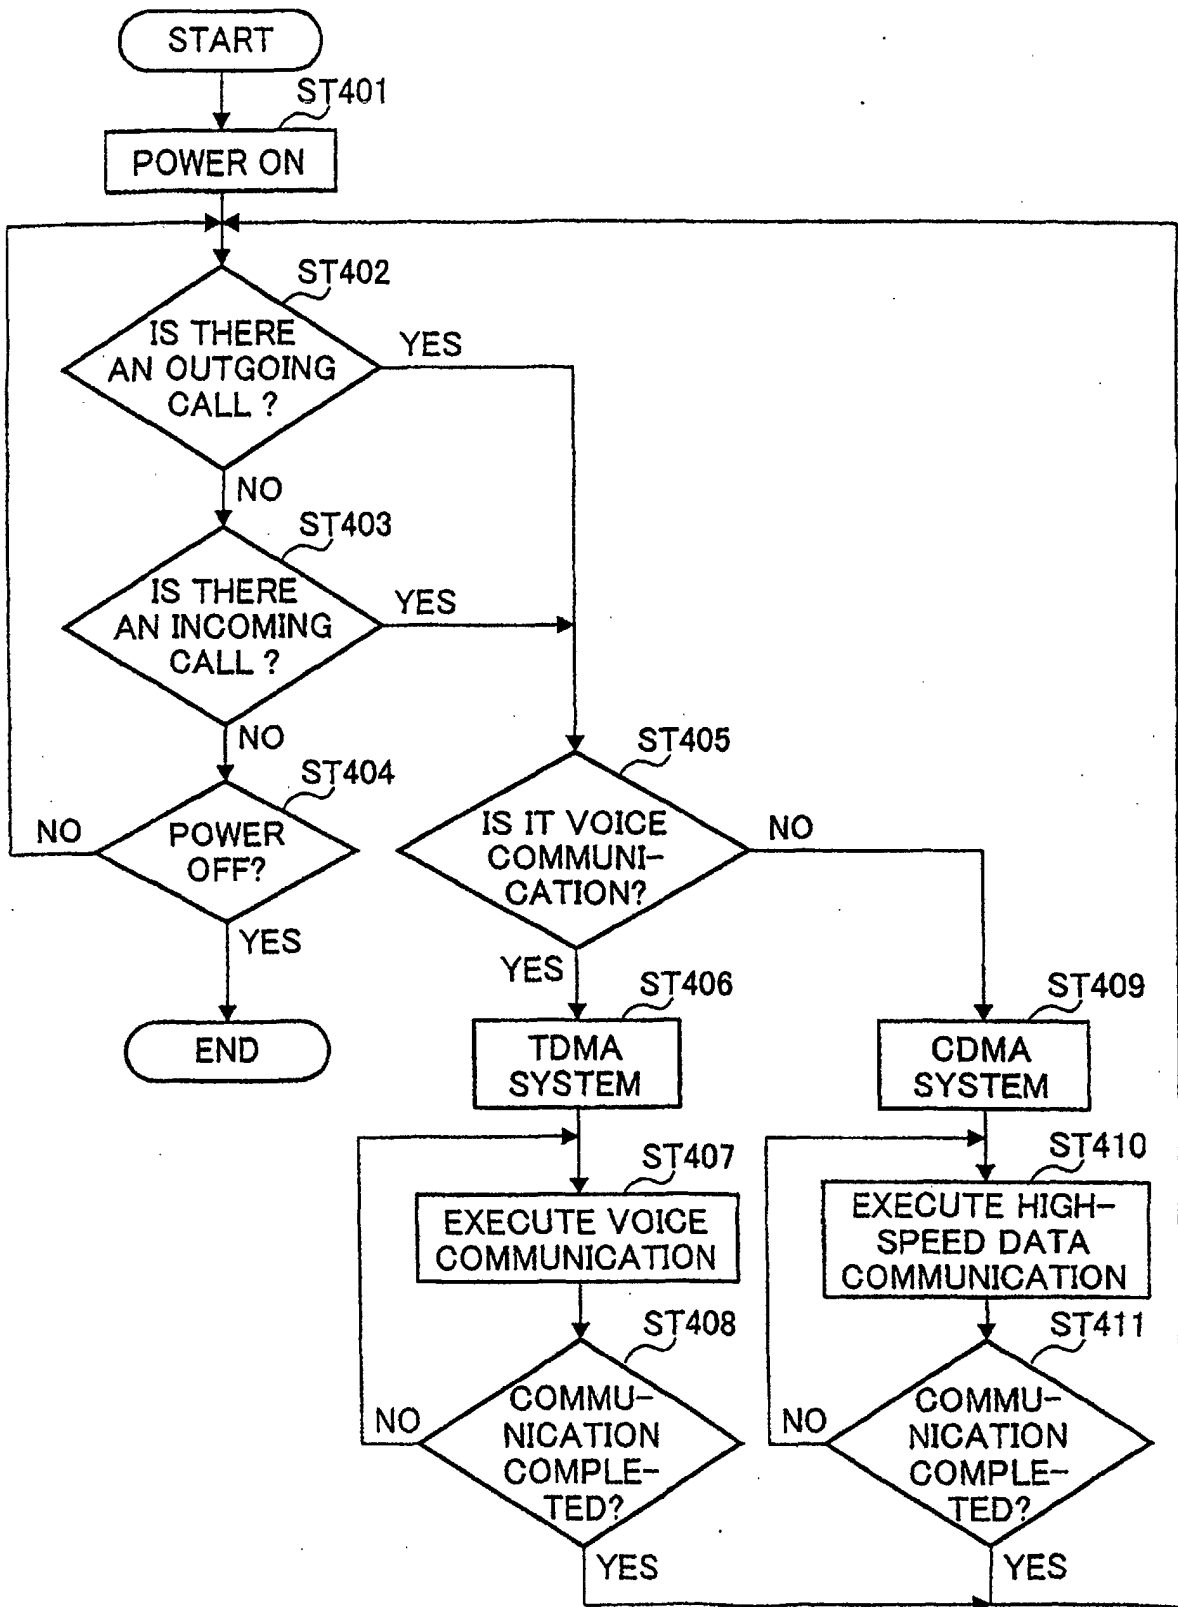 START
ST401
POWER ON
ST402
IS THERE
AN OUTGOING
CALL ?
YES
NO
ST403
IS THERE
AN INCOMING
CALL ?
YES
NO
ST404
POWER
OFF?
NO
YES
END
ST405
IS IT VOICE
COMMUNI-
CATION?
NO
YES
ST406
TDMA
SYSTEM
ST407
EXECUTE VOICE
COMMUNICATION
ST408
COMMU-
NICATION
COMPLE-
TED?
NO
YES
ST409
CDMA
SYSTEM
ST410
EXECUTE HIGH-
SPEED DATA
COMMUNICATION
ST411
COMMU-
NICATION
COMPLE-
TED?
NO
YES